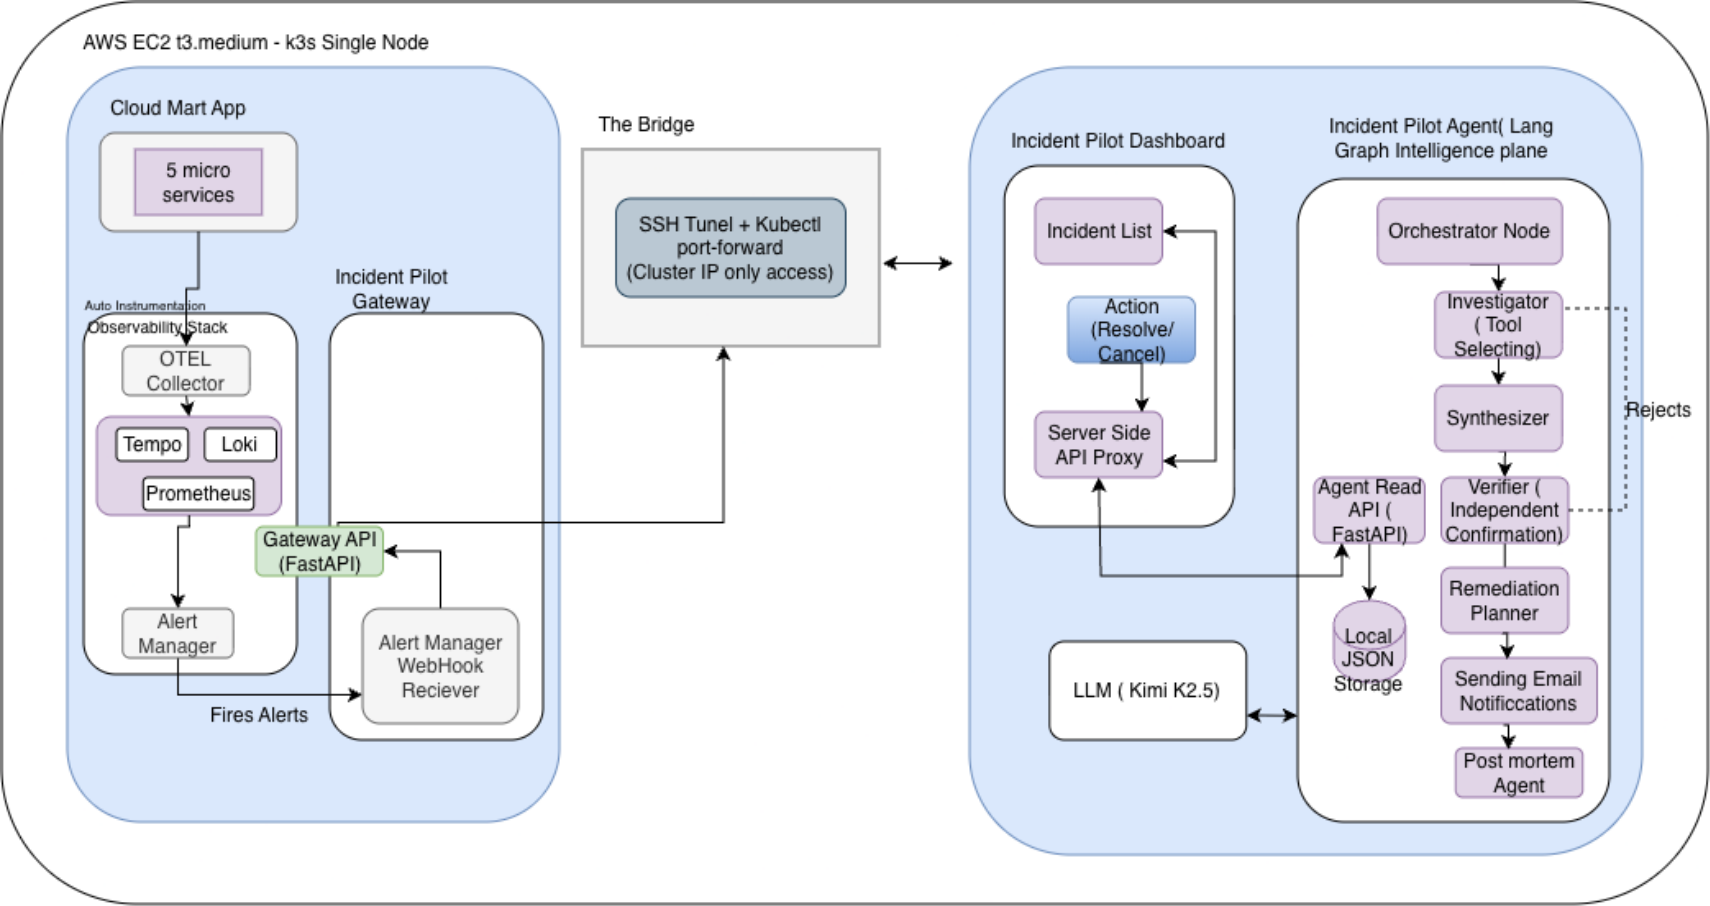 AWS EC2 t3.medium - k3s Single Node
Cloud Mart App
5 micro
services
Auto Instrumentation
Observability Stack
OTEL
Collector
Tempo
Loki
Prometheus
Alert
Manager
Fires Alerts
Incident Pilot
Gateway
Gateway API
(FastAPI)
Alert Manager
WebHook
Reciever
The Bridge
SSH Tunel + Kubectl
port-forward
(Cluster IP only access)
Incident Pilot Dashboard
Incident List
Action
(Resolve/
Cancel)
Server Side
API Proxy
LLM ( Kimi K2.5)
Incident Pilot Agent( Lang
Graph Intelligence plane
Orchestrator Node
Investigator
( Tool
Selecting)
Synthesizer
Rejects
Agent Read
API (
FastAPI)
Local
JSON
Storage
Verifier (
Independent
Confirmation)
Remediation
Planner
Sending Email
Notificcations
Post mortem
Agent